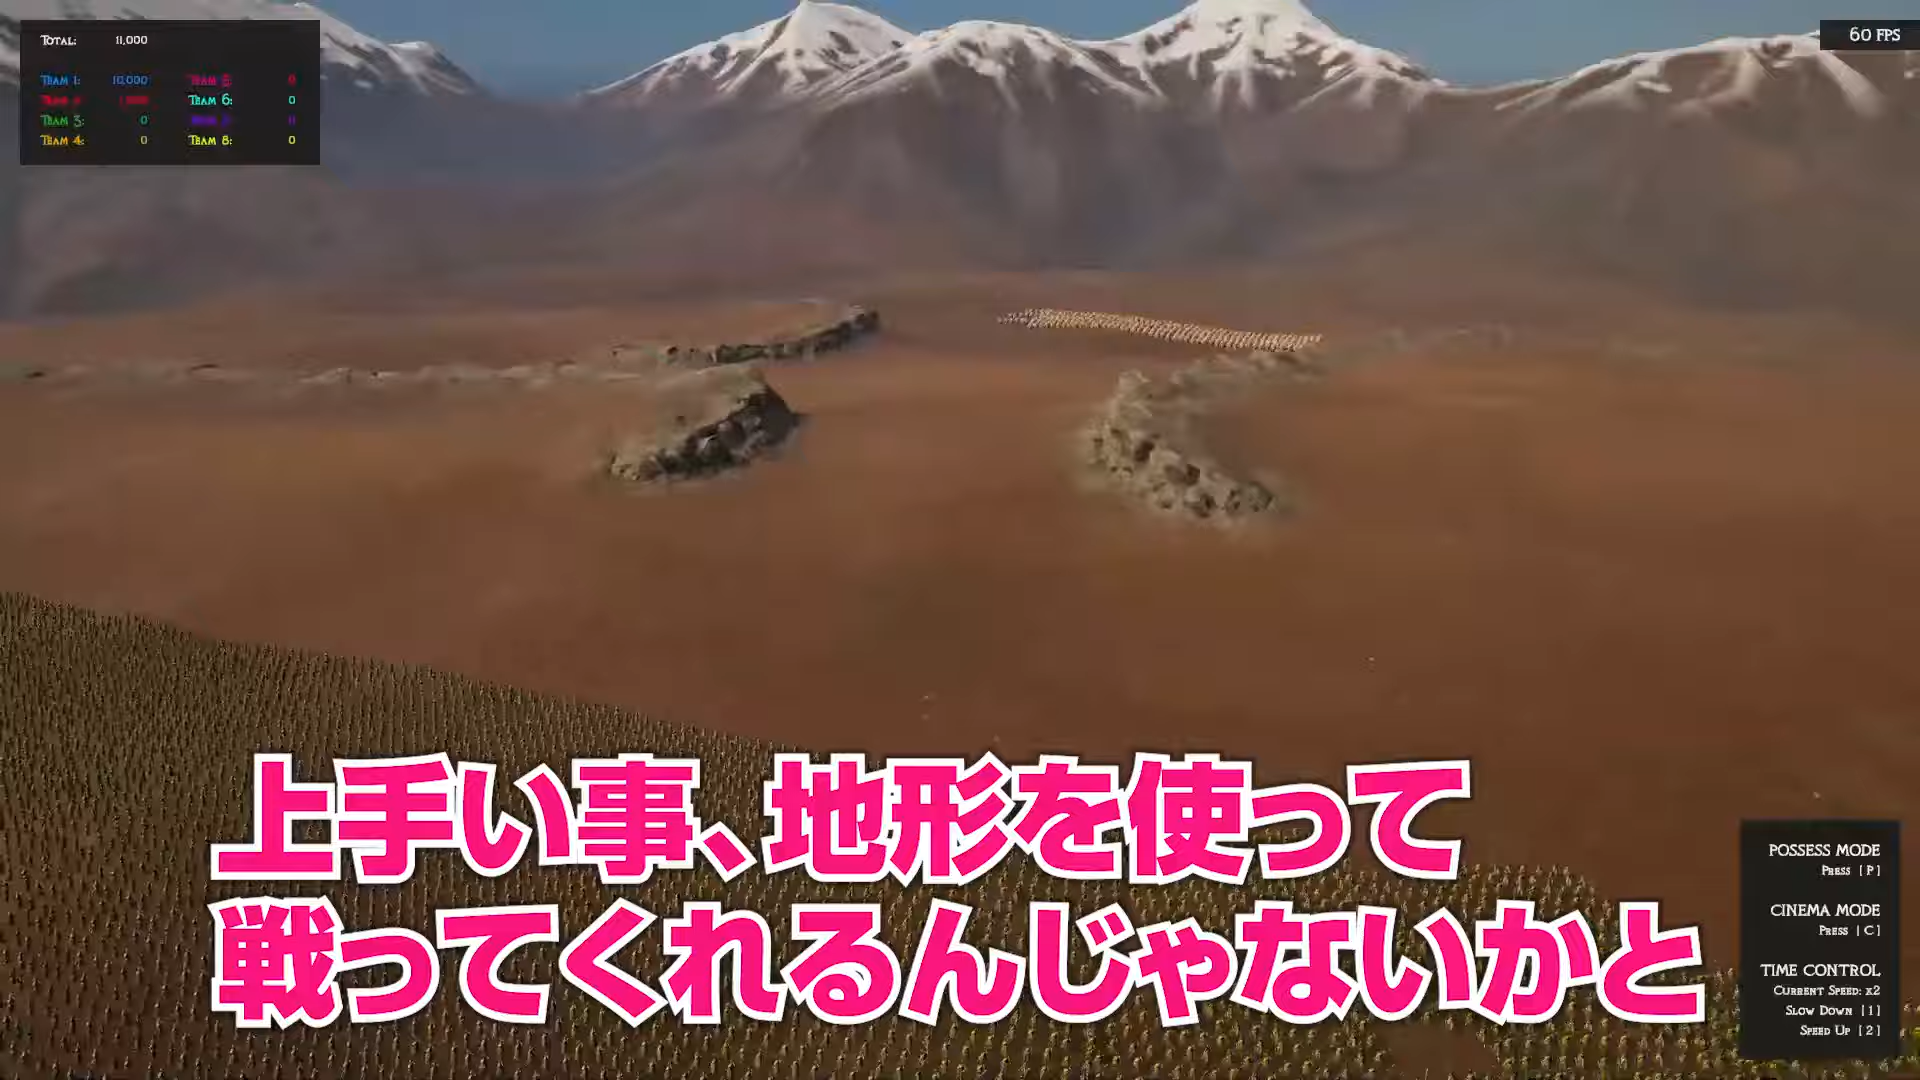 TOTAL: 11,000
TEAM 1: 10,000
TEAM 5: 0
TEAM 6: 0
TEAM 3: 0
TEAM 4: 0
TEAM 8: 0
60 FPS
上手い事、地形を使って
戦ってくれるんじゃないかと
POSSESS MODE
PRESS [P]
CINEMA MODE
PRESS [C]
TIME CONTROL
CURRENT SPEED: X2
SLOW DOWN [1]
SPEED UP [2]